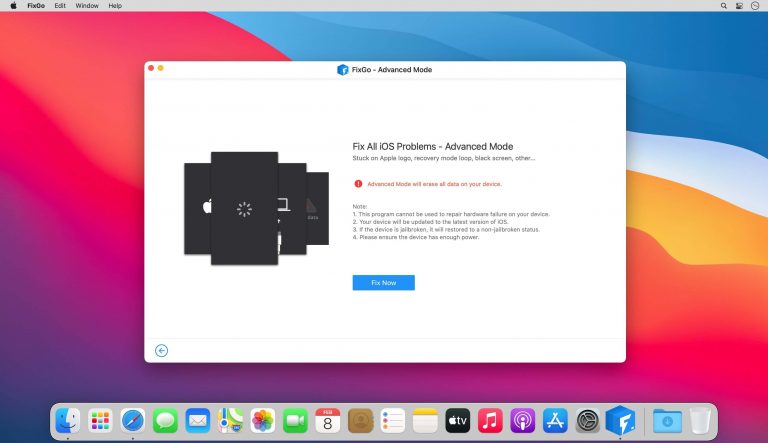 FixGo Edit Window Help
FixGo - Advanced Mode
Fix All iOS Problems - Advanced Mode
Stuck on Apple logo, recovery mode loop, black screen, other...
Advanced Mode will erase all data on your device.
data
Note:
1. This program cannot be used to repair hardware failure on your device.
2. Your device will be updated to the latest version of iOS.
3. If the device is jailbroken, it will restored to a non-jailbroken status.
4. Please ensure the device has enough power.
Fix Now
FEB
8
tv